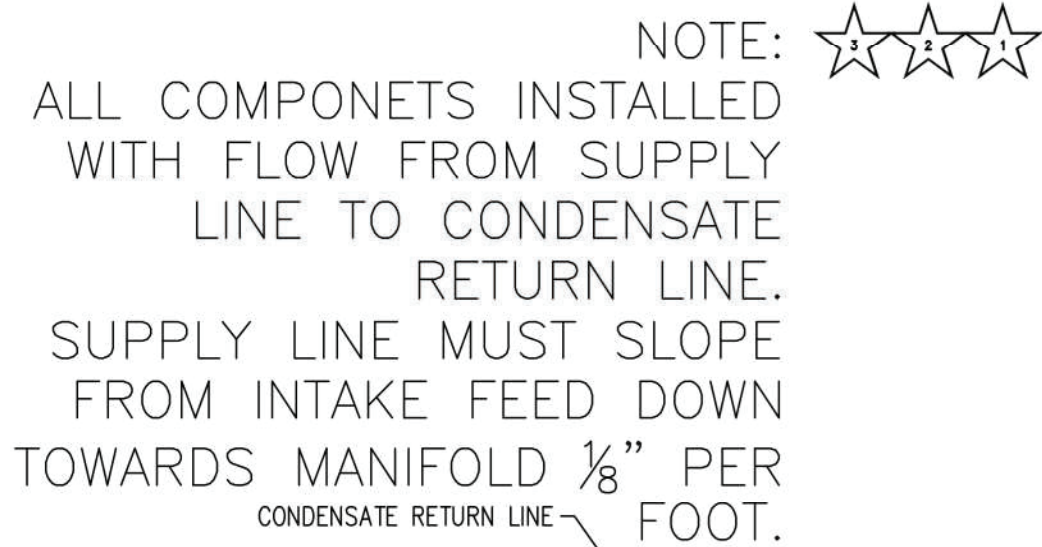 NOTE: 3 2 1
ALL COMPONETS INSTALLED
WITH FLOW FROM SUPPLY
LINE TO CONDENSATE
RETURN LINE.
SUPPLY LINE MUST SLOPE
FROM INTAKE FEED DOWN
TOWARDS MANIFOLD ⅛” PER
FOOT.
CONDENSATE RETURN LINE